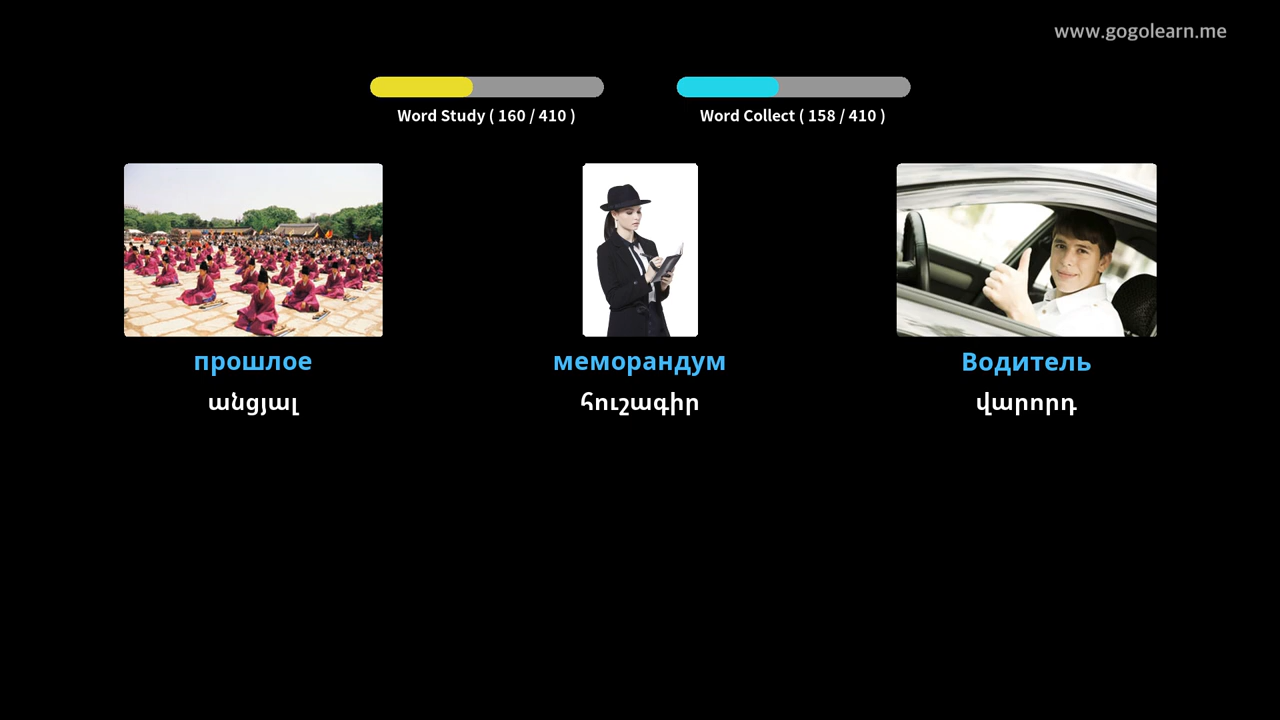 www.gogolearn.me
Word Study ( 160 / 410 )
Word Collect ( 158 / 410 )
прошлое
меморандум
Водитель
անցյալ
հուշագիր
վարորդ